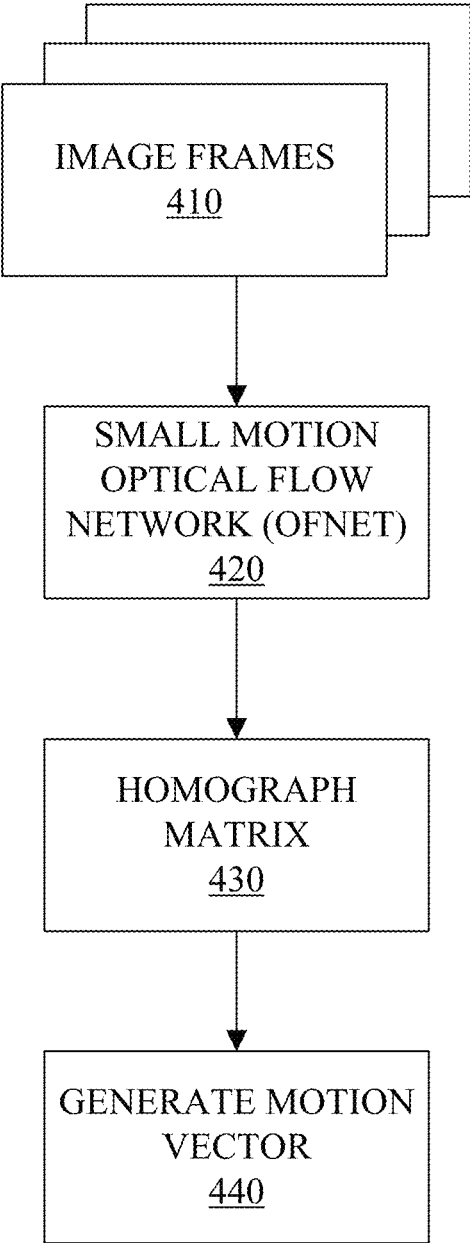 IMAGE FRAMES
410
SMALL MOTION
OPTICAL FLOW
NETWORK (OFNET)
420
HOMOGRAPH
MATRIX
430
GENERATE MOTION
VECTOR
440